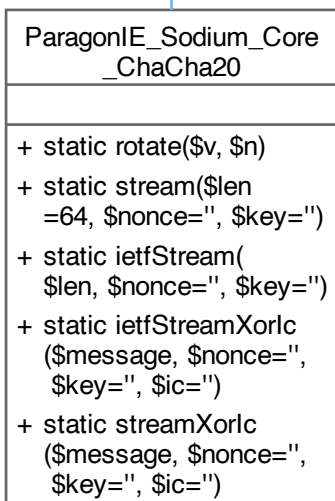 ParagonIE_Sodium_Core
_ChaCha20
+ static rotate($v, $n)
+ static stream($len
=64, $nonce='', $key='')
+ static ietfStream(
$len, $nonce='', $key='')
+ static ietfStreamXorIc
($message, $nonce='',
$key='', $ic='')
+ static streamXorIc
($message, $nonce='',
$key='', $ic='')